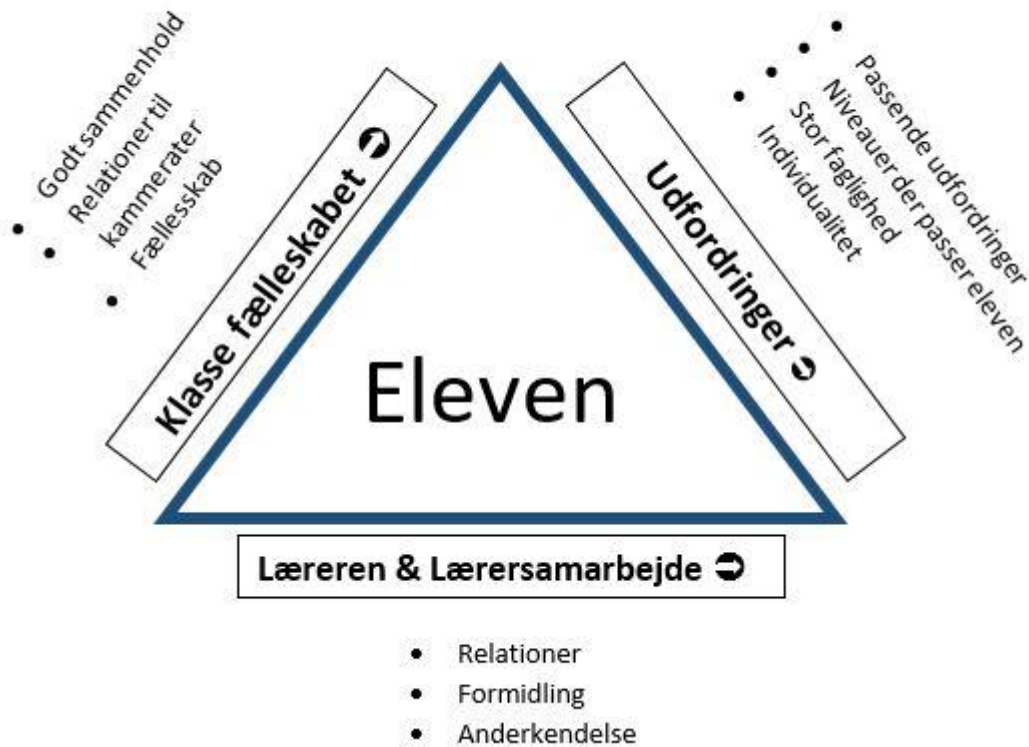 • Godt sammenhold
• Relationer til
kammerater
• Fællesskab
Klasse fælleskabet ➲
• Passende udfordringer
• Niveauer der passer eleven
• Stor faglighed
• Individualitet
Udfordringer ➲
Eleven
Læreren & Lærersamarbejde ➲
• Relationer
• Formidling
• Anderkendelse